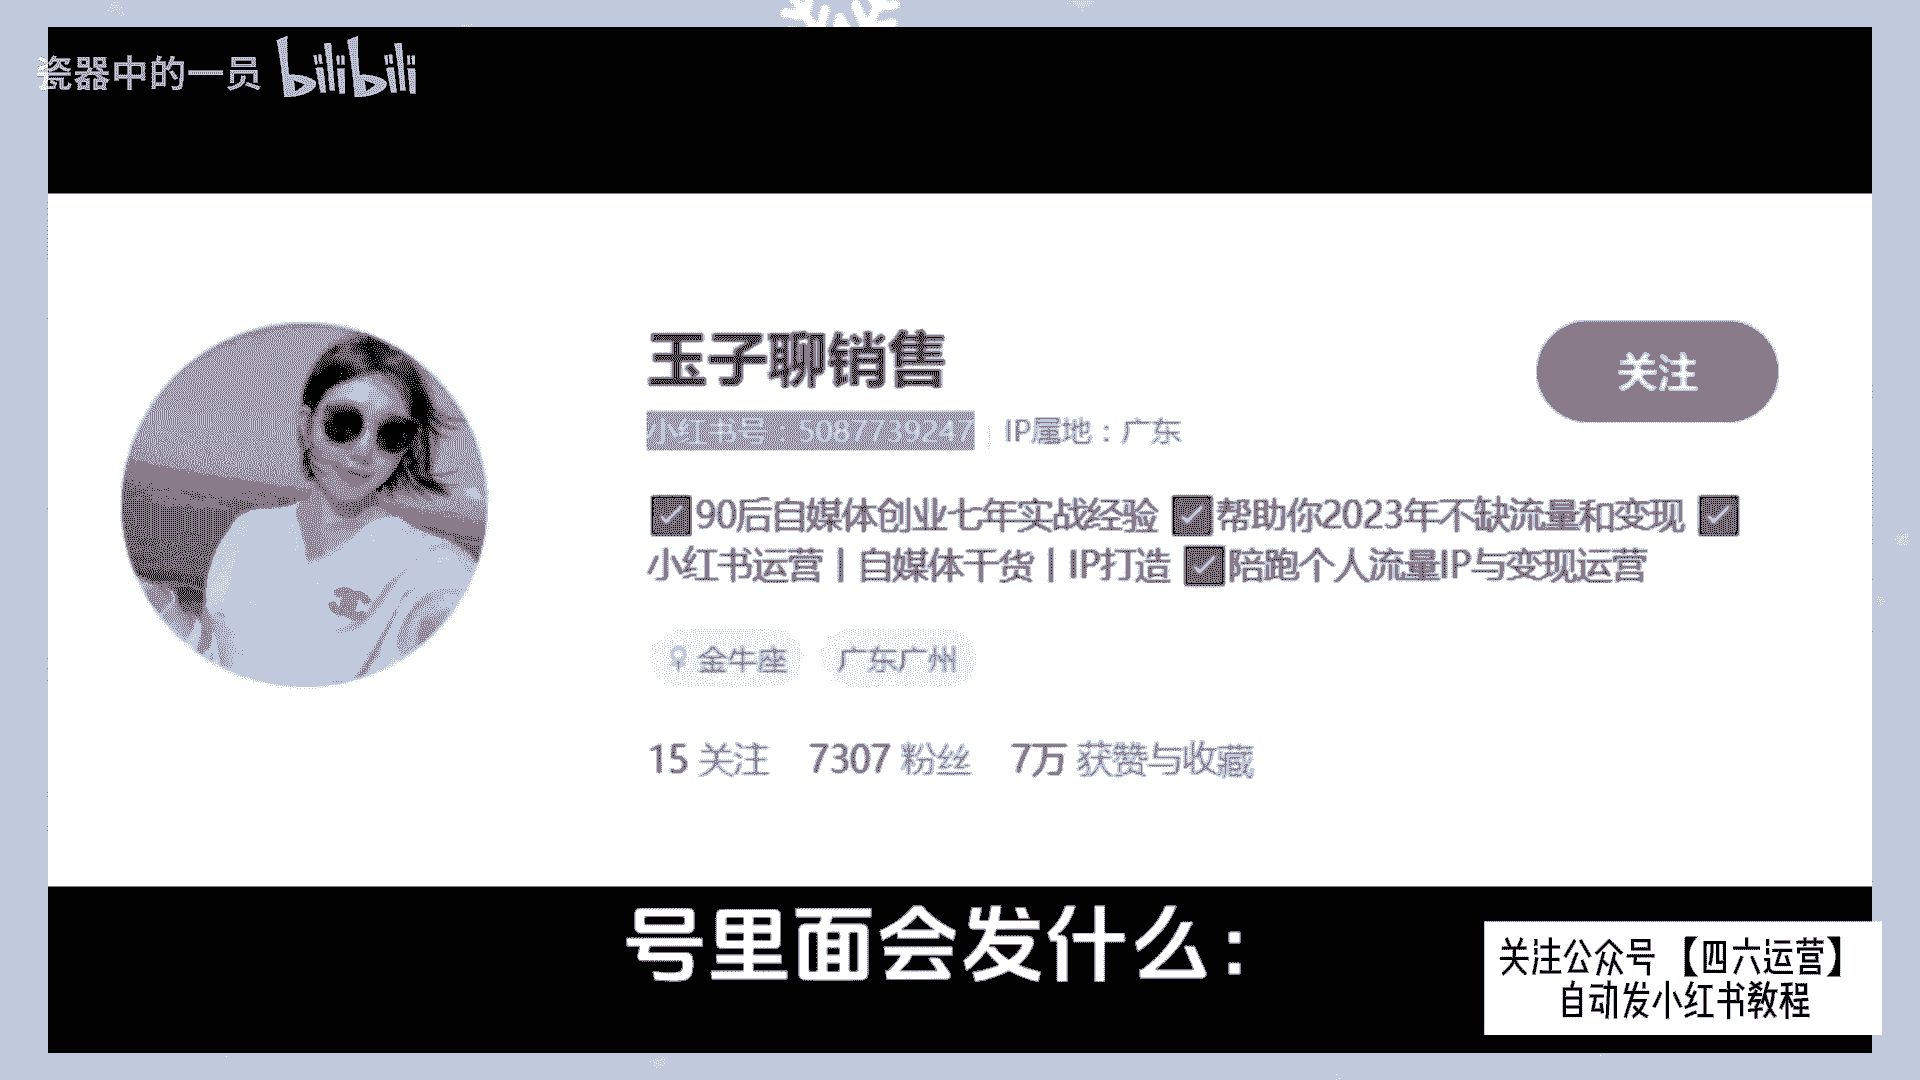 瓷器中的一员 bilibili
玉子聊销售
关注
小红书号：5087739247 IP属地：广东
90后自媒体创业七年实战经验 帮助你2023年不缺流量和变现
小红书运营丨自媒体干货丨IP打造 陪跑个人流量IP与变现运营
♀ 金牛座 广东广州
15 关注 7307 粉丝 7万 获赞与收藏
号里面会发什么：
关注公众号 【四六运营】
自动发小红书教程